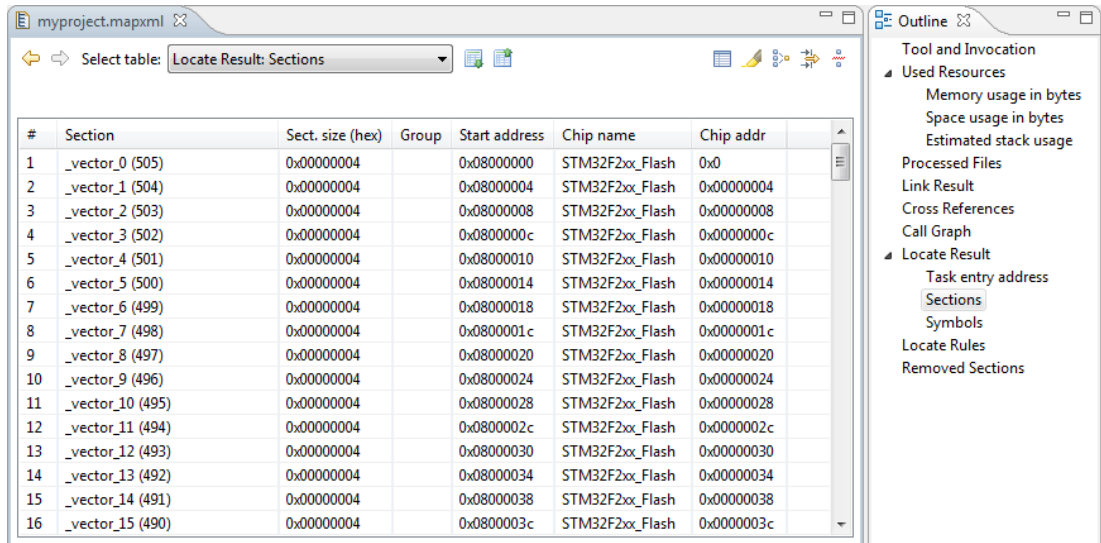 myproject.mapxml
Select table: Locate Result: Sections
# Section Sect. size (hex) Group Start address Chip name Chip addr
1 _vector_0 (505) 0x00000004 0x08000000 STM32F2xx_Flash 0x0
2 _vector_1 (504) 0x00000004 0x08000004 STM32F2xx_Flash 0x00000004
3 _vector_2 (503) 0x00000004 0x08000008 STM32F2xx_Flash 0x00000008
4 _vector_3 (502) 0x00000004 0x0800000c STM32F2xx_Flash 0x0000000c
5 _vector_4 (501) 0x00000004 0x08000010 STM32F2xx_Flash 0x00000010
6 _vector_5 (500) 0x00000004 0x08000014 STM32F2xx_Flash 0x00000014
7 _vector_6 (499) 0x00000004 0x08000018 STM32F2xx_Flash 0x00000018
8 _vector_7 (498) 0x00000004 0x0800001c STM32F2xx_Flash 0x0000001c
9 _vector_8 (497) 0x00000004 0x08000020 STM32F2xx_Flash 0x00000020
10 _vector_9 (496) 0x00000004 0x08000024 STM32F2xx_Flash 0x00000024
11 _vector_10 (495) 0x00000004 0x08000028 STM32F2xx_Flash 0x00000028
12 _vector_11 (494) 0x00000004 0x0800002c STM32F2xx_Flash 0x0000002c
13 _vector_12 (493) 0x00000004 0x08000030 STM32F2xx_Flash 0x00000030
14 _vector_13 (492) 0x00000004 0x08000034 STM32F2xx_Flash 0x00000034
15 _vector_14 (491) 0x00000004 0x08000038 STM32F2xx_Flash 0x00000038
16 _vector_15 (490) 0x00000004 0x0800003c STM32F2xx_Flash 0x0000003c
Outline
Tool and Invocation
Used Resources
Memory usage in bytes
Space usage in bytes
Estimated stack usage
Processed Files
Link Result
Cross References
Call Graph
Locate Result
Task entry address
Sections
Symbols
Locate Rules
Removed Sections